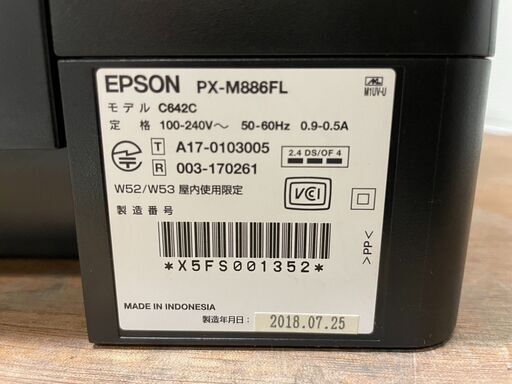 EPSON PX-M886FL
M1UV-U
モデル C642C
定 格 100-240V～ 50-60Hz 0.9-0.5A
T A17-0103005
2.4 DS/OF 4
R 003-170261
W52/W53 屋内使用限定
VCI
製造番号
*X5FS001352*
>PP<
MADE IN INDONESIA
製造年月日： 2018.07.25